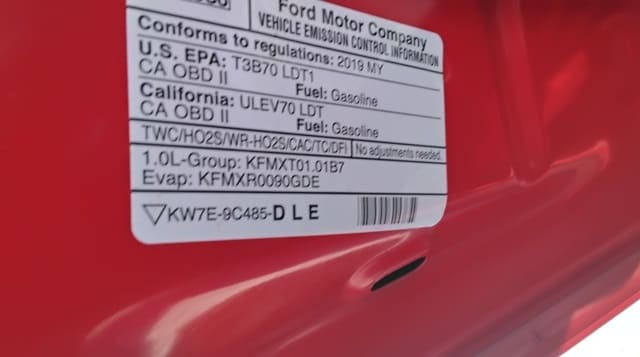 Ford Motor Company
VEHICLE EMISSION CONTROL INFORMATION
Conforms to regulations: 2019 MY
U.S. EPA: T3B70 LDT1
CA OBD II Fuel: Gasoline
California: ULEV70 LDT
CA OBD II Fuel: Gasoline
TWC/HO2S/WR-HO2S/CAC/TC/DFI No adjustments needed.
1.0L-Group: KFMXT01.01B7
Evap: KFMXR0090GDE
▽KW7E-9C485-DLE